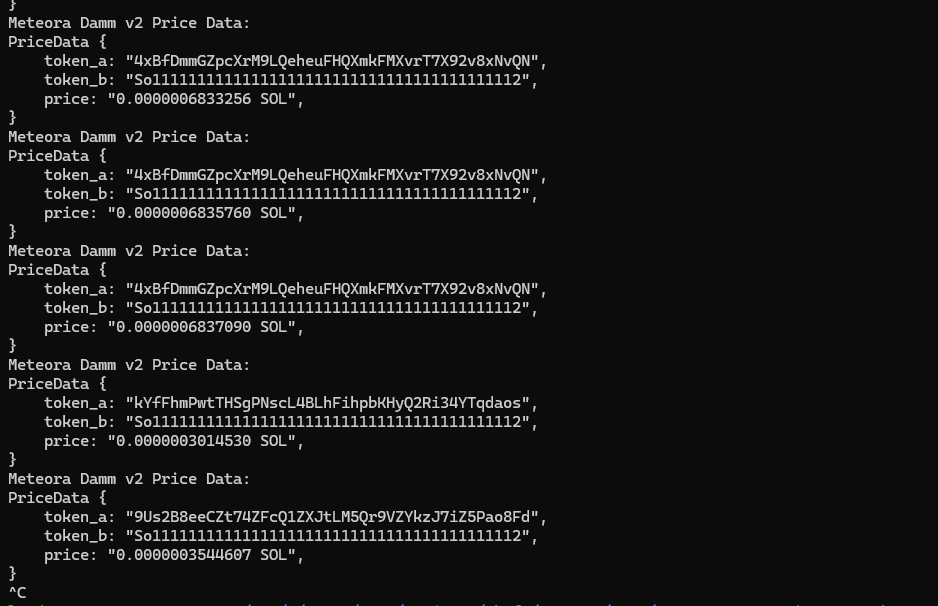 }
Meteora Damm v2 Price Data:
PriceData {
    token_a: "4xBfDmmGZpcXrM9LQeheuFHQXmkFMXvrT7X92v8xNvQN",
    token_b: "So11111111111111111111111111111111111111112",
    price: "0.0000006833256 SOL",
}
Meteora Damm v2 Price Data:
PriceData {
    token_a: "4xBfDmmGZpcXrM9LQeheuFHQXmkFMXvrT7X92v8xNvQN",
    token_b: "So11111111111111111111111111111111111111112",
    price: "0.0000006835760 SOL",
}
Meteora Damm v2 Price Data:
PriceData {
    token_a: "4xBfDmmGZpcXrM9LQeheuFHQXmkFMXvrT7X92v8xNvQN",
    token_b: "So11111111111111111111111111111111111111112",
    price: "0.0000006837090 SOL",
}
Meteora Damm v2 Price Data:
PriceData {
    token_a: "kYfFhmPwtTHSgPNscL4BLhFihpbKHyQ2Ri34YTqdaos",
    token_b: "So11111111111111111111111111111111111111112",
    price: "0.0000003014530 SOL",
}
Meteora Damm v2 Price Data:
PriceData {
    token_a: "9Us2B8eeCZt74ZFcQ1ZXJtLM5Qr9VZYkzJ7iZ5Pao8Fd",
    token_b: "So11111111111111111111111111111111111111112",
    price: "0.0000003544607 SOL",
}
^C